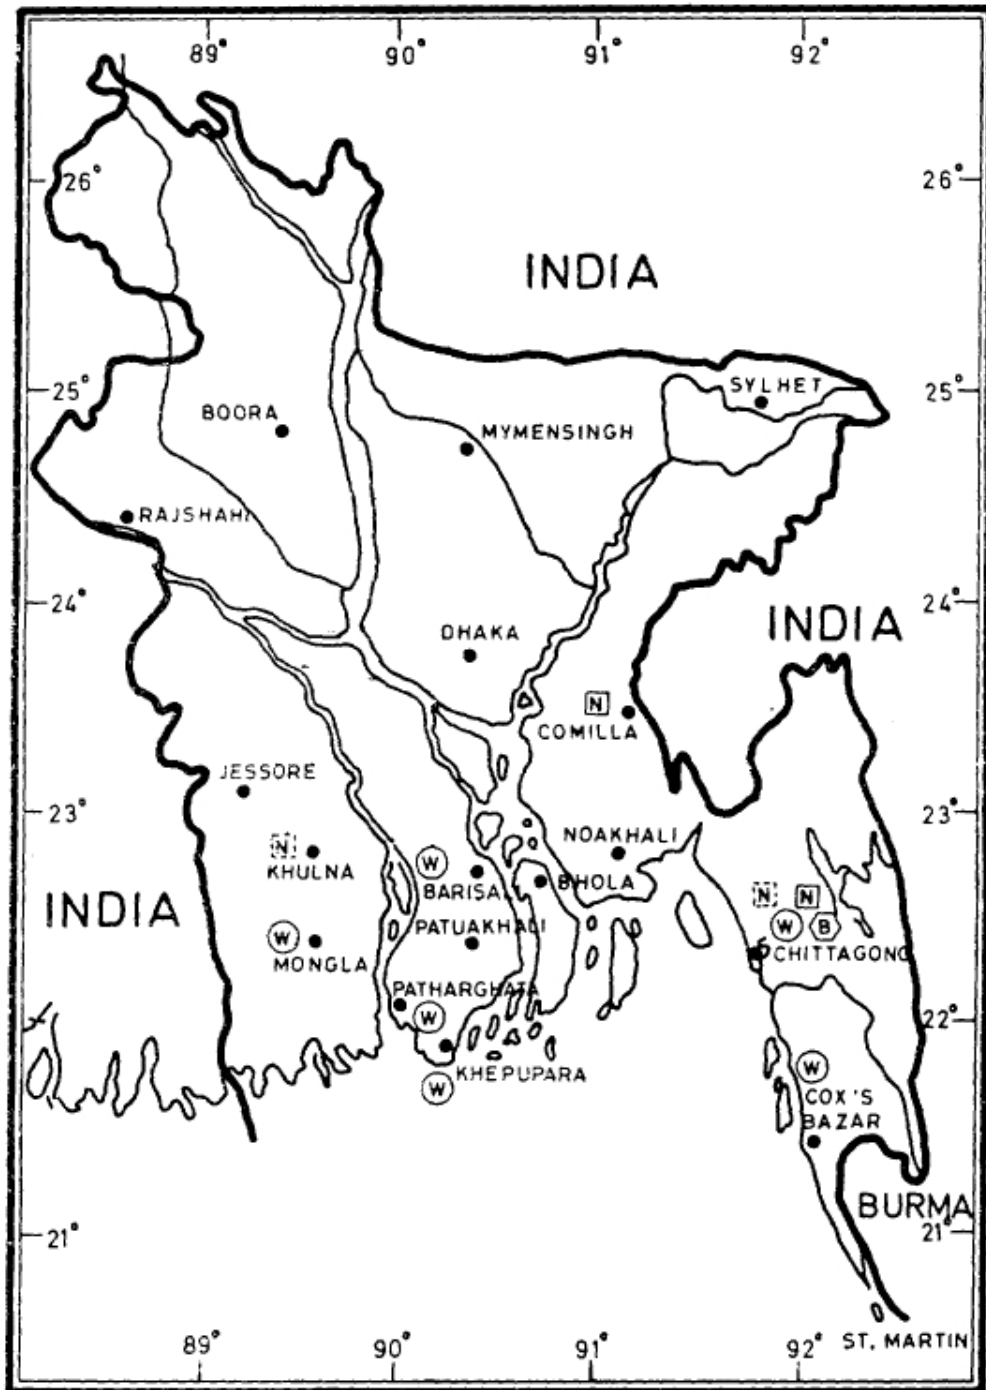 89° 90° 91° 92°
26° 26°
INDIA
25° 25°
SYLHET
BOORA
MYMENSINGH
RAJSHAHI
24° 24°
INDIA
DHAKA
N
COMILLA
JESSORE
23° 23°
NOAKHALI
N
KHULNA
W
BARISAL
BHOLA
N N
INDIA
PATUAKHALI
W B
W
MONGLA
CHITTAGONG
PATHARGHATA
W
22° 22°
KHEPUPARA
W
W
COX'S
BAZAR
BURMA
21° 21°
ST. MARTIN
89° 90° 91° 92°